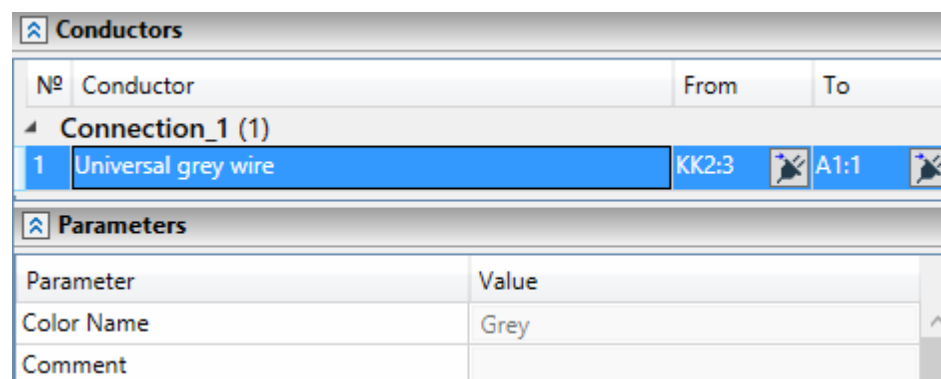 Conductors
№ Conductor From To
Connection_1 (1)
1 Universal grey wire KK2:3 A1:1
Parameters
Parameter Value
Color Name Grey
Comment